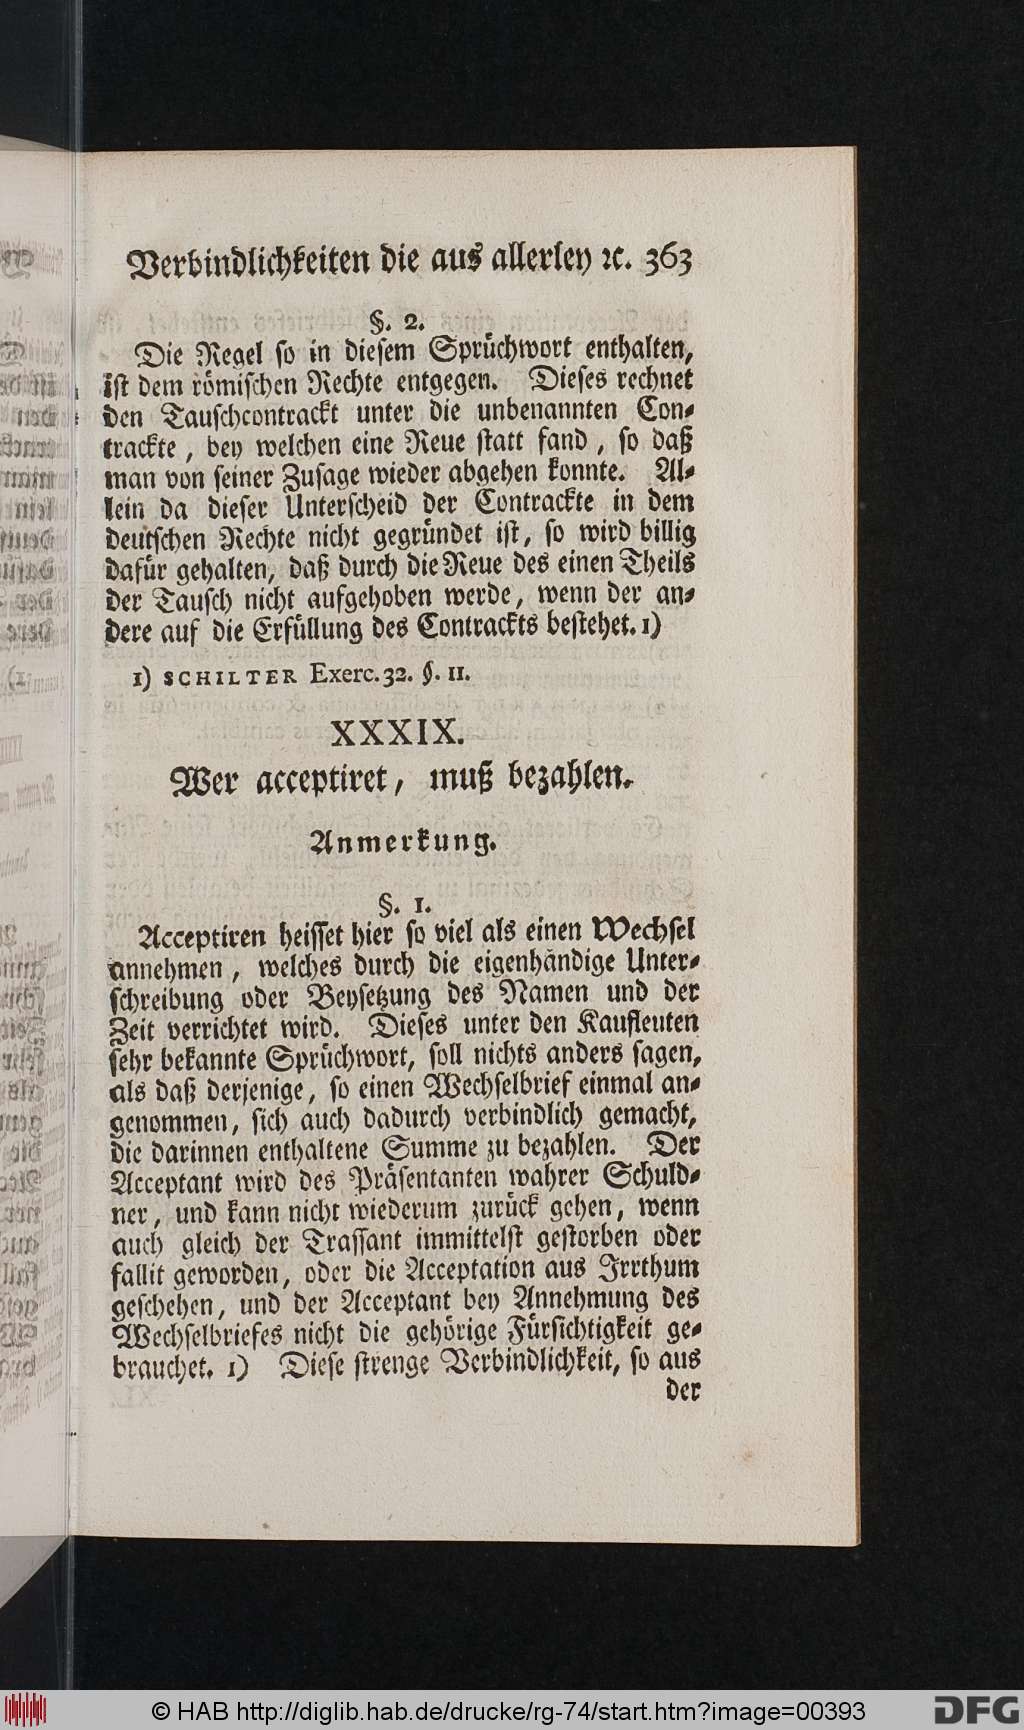 Verbindlichkeiten die aus allerley ꝛc. 363
§. 2.
Die Regel so in diesem Sprüchwort enthalten,
ist dem römischen Rechte entgegen. Dieses rechnet
den Tauschcontrackt unter die unbenannten Con-
trackte, bey welchen eine Reue statt fand, so daß
man von seiner Zusage wieder abgehen konnte. Al-
lein da dieser Unterscheid der Contrackte in dem
deutschen Rechte nicht gegründet ist, so wird billig
dafür gehalten, daß durch die Reue des einen Theils
der Tausch nicht aufgehoben werde, wenn der an-
dere auf die Erfüllung des Contrackts bestehet. 1)
1) SCHILTER Exerc. 32. §. 11.
XXXIX.
Wer acceptiret, muß bezahlen.
Anmerkung.
§. 1.
Acceptiren heisset hier so viel als einen Wechsel
annehmen, welches durch die eigenhändige Unter-
schreibung oder Beysetzung des Namen und der
Zeit verrichtet wird. Dieses unter den Kaufleuten
sehr bekannte Sprüchwort, soll nichts anders sagen,
als daß derjenige, so einen Wechselbrief einmal an-
genommen, sich auch dadurch verbindlich gemacht,
die darinnen enthaltene Summe zu bezahlen. Der
Acceptant wird des Präsentanten wahrer Schuld-
ner, und kann nicht wiederum zurück gehen, wenn
auch gleich der Trassant immittelst gestorben oder
fallit geworden, oder die Acceptation aus Irrthum
geschehen, und der Acceptant bey Annehmung des
Wechselbriefes nicht die gehörige Fürsichtigkeit ge-
brauchet. 1) Diese strenge Verbindlichkeit, so aus
der
© HAB http://diglib.hab.de/drucke/rg-74/start.htm?image=00393
DFG